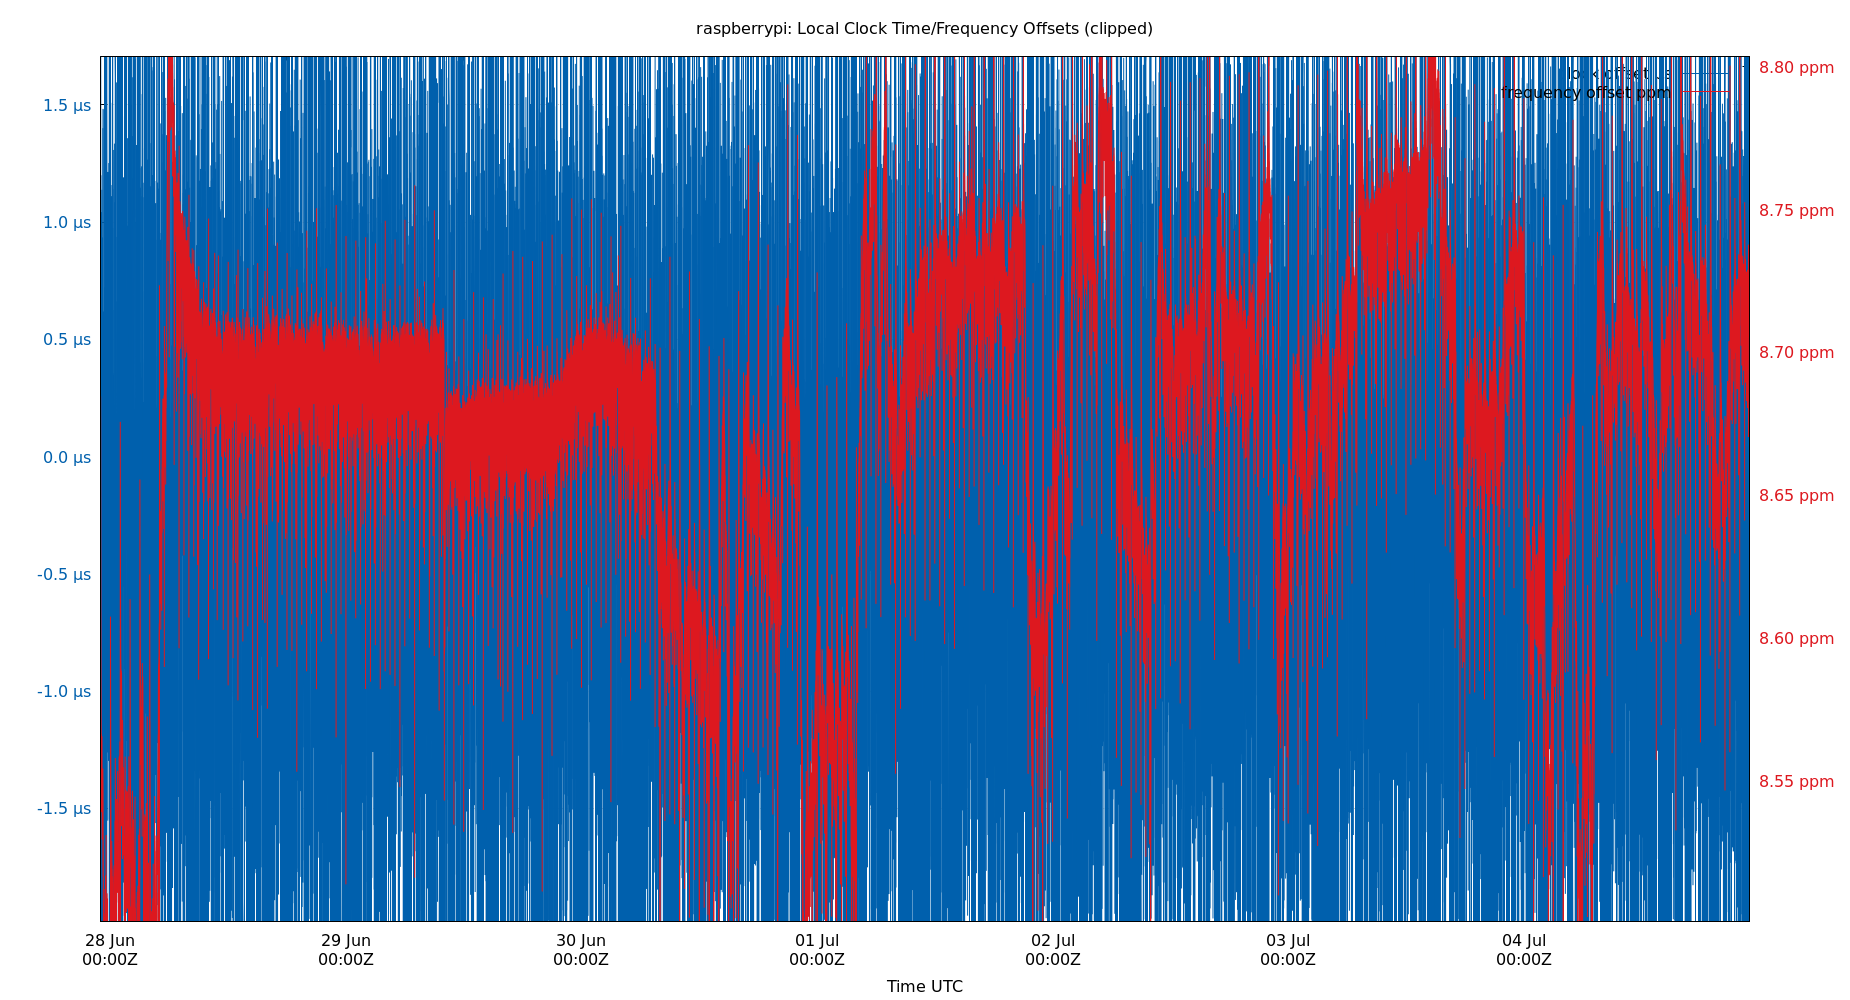 raspberrypi: Local Clock Time/Frequency Offsets (clipped)
offset
frequency offset ppm
1.5 µs
1.0 µs
0.5 µs
0.0 µs
-0.5 µs
-1.0 µs
-1.5 µs
8.80 ppm
8.75 ppm
8.70 ppm
8.65 ppm
8.60 ppm
8.55 ppm
28 Jun 29 Jun 30 Jun 01 Jul 02 Jul 03 Jul 04 Jul
00:00Z 00:00Z 00:00Z 00:00Z 00:00Z 00:00Z 00:00Z
Time UTC